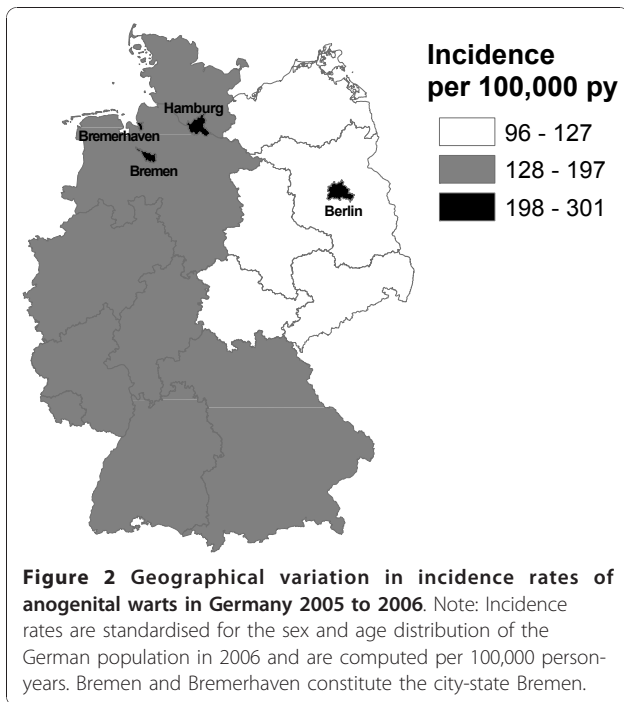 Incidence
per 100,000 py
96 - 127
128 - 197
198 - 301
Hamburg
Bremerhaven
Bremen
Berlin
Figure 2 Geographical variation in incidence rates of
anogenital warts in Germany 2005 to 2006. Note: Incidence
rates are standardised for the sex and age distribution of the
German population in 2006 and are computed per 100,000 person-
years. Bremen and Bremerhaven constitute the city-state Bremen.